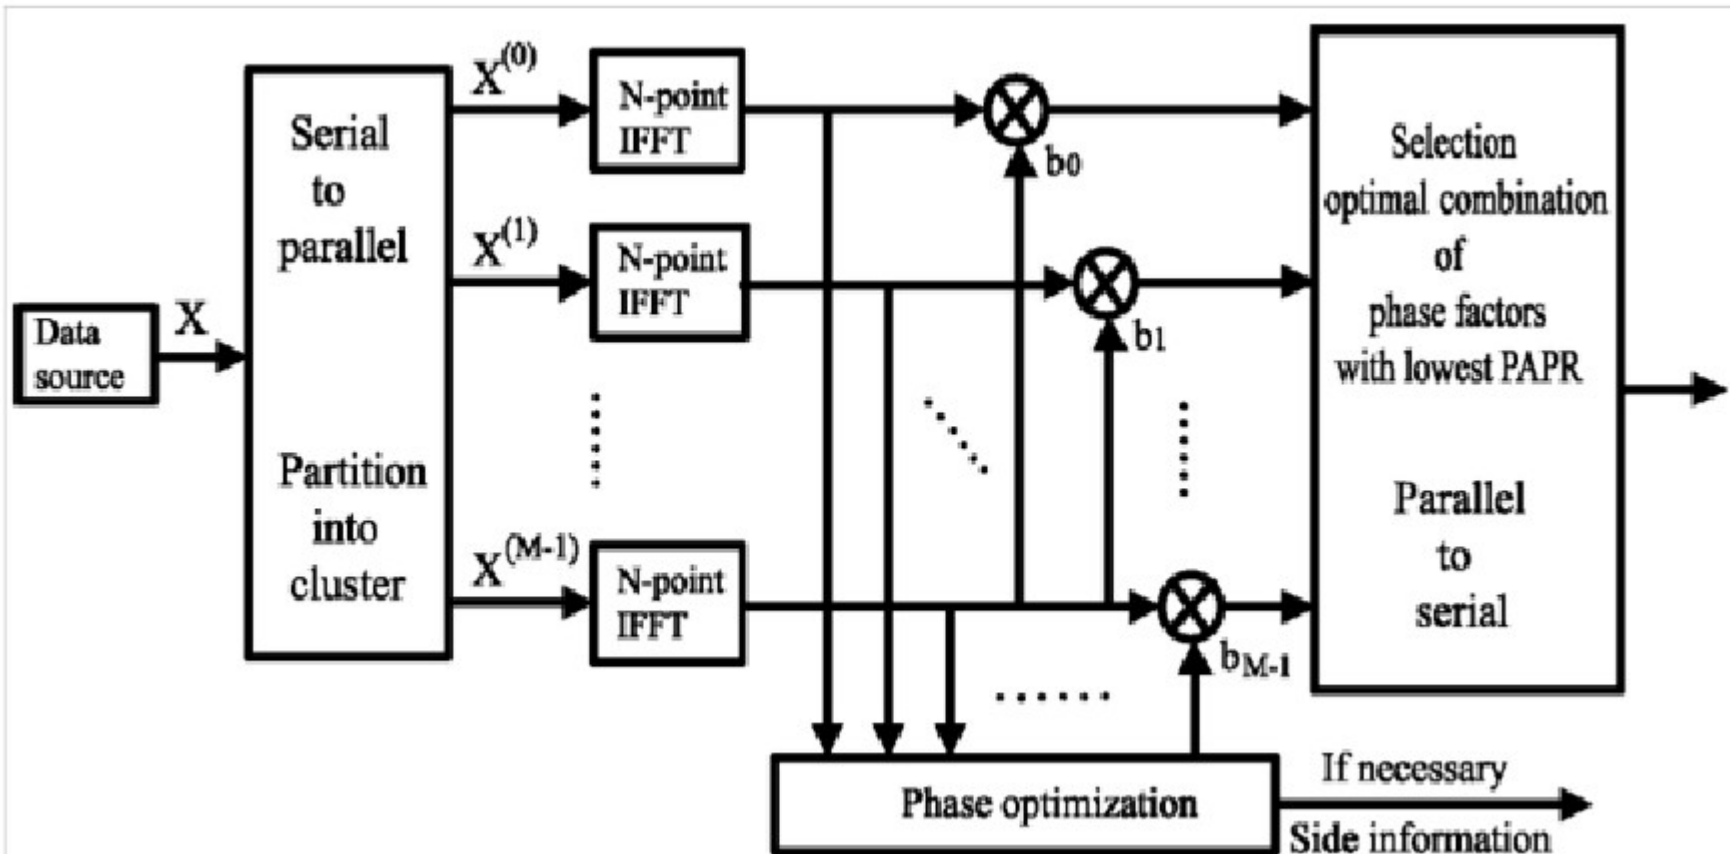 Data
source
X
Serial
to
parallel
Partition
into
cluster
X(0)
N-point
IFFT
b0
X(1)
N-point
IFFT
b1
X(M-1)
N-point
IFFT
bM-1
Selection
optimal combination
of
phase factors
with lowest PAPR
Parallel
to
serial
Phase optimization
If necessary
Side information